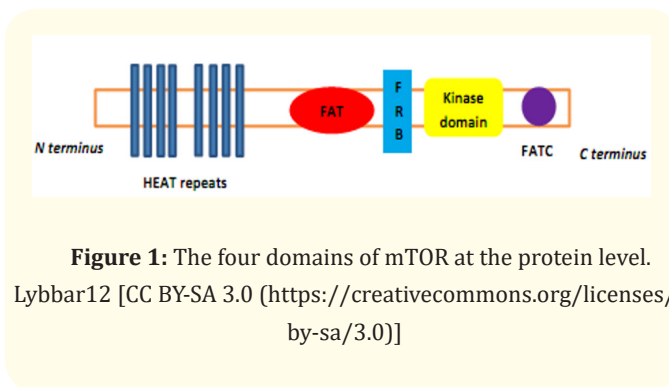 FAT
F
R
B
Kinase
domain
N terminus
HEAT repeats
FATC
C terminus
Figure 1: The four domains of mTOR at the protein level.
Lybbar12 [CC BY-SA 3.0 (https://creativecommons.org/licenses/
by-sa/3.0)]